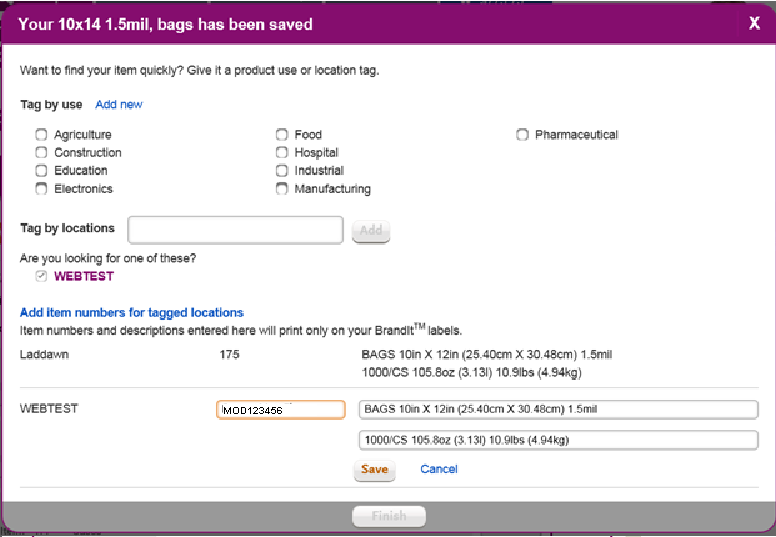 Your 10x14 1.5mil, bags has been saved X
Want to find your item quickly? Give it a product use or location tag.
Tag by use Add new
Agriculture Food Pharmaceutical
Construction Hospital
Education Industrial
Electronics Manufacturing
Tag by locations Add
Are you looking for one of these?
WEBTEST
Add item numbers for tagged locations
Item numbers and descriptions entered here will print only on your BrandIt™ labels.
Laddawn 175 BAGS 10in X 12in (25.40cm X 30.48cm) 1.5mil
1000/CS 105.8oz (3.13l) 10.9lbs (4.94kg)
WEBTEST MOD123456 BAGS 10in X 12in (25.40cm X 30.48cm) 1.5mil
1000/CS 105.8oz (3.13l) 10.9lbs (4.94kg)
Save Cancel
Finish